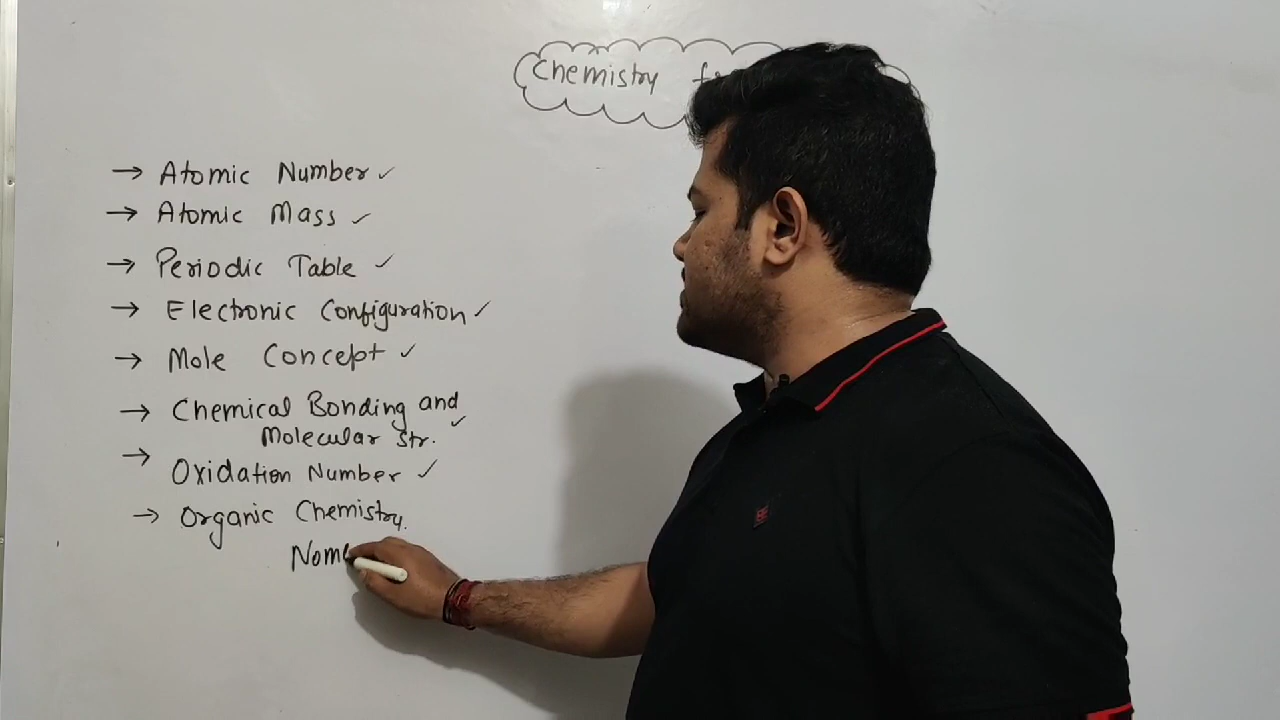 Chemistry
→ Atomic Number ✓
→ Atomic Mass ✓
→ Periodic Table ✓
→ Electronic Configuration ✓
→ Mole Concept ✓
→ Chemical Bonding and
Molecular Str. ✓
→ Oxidation Number ✓
→ Organic Chemistry.
Nome